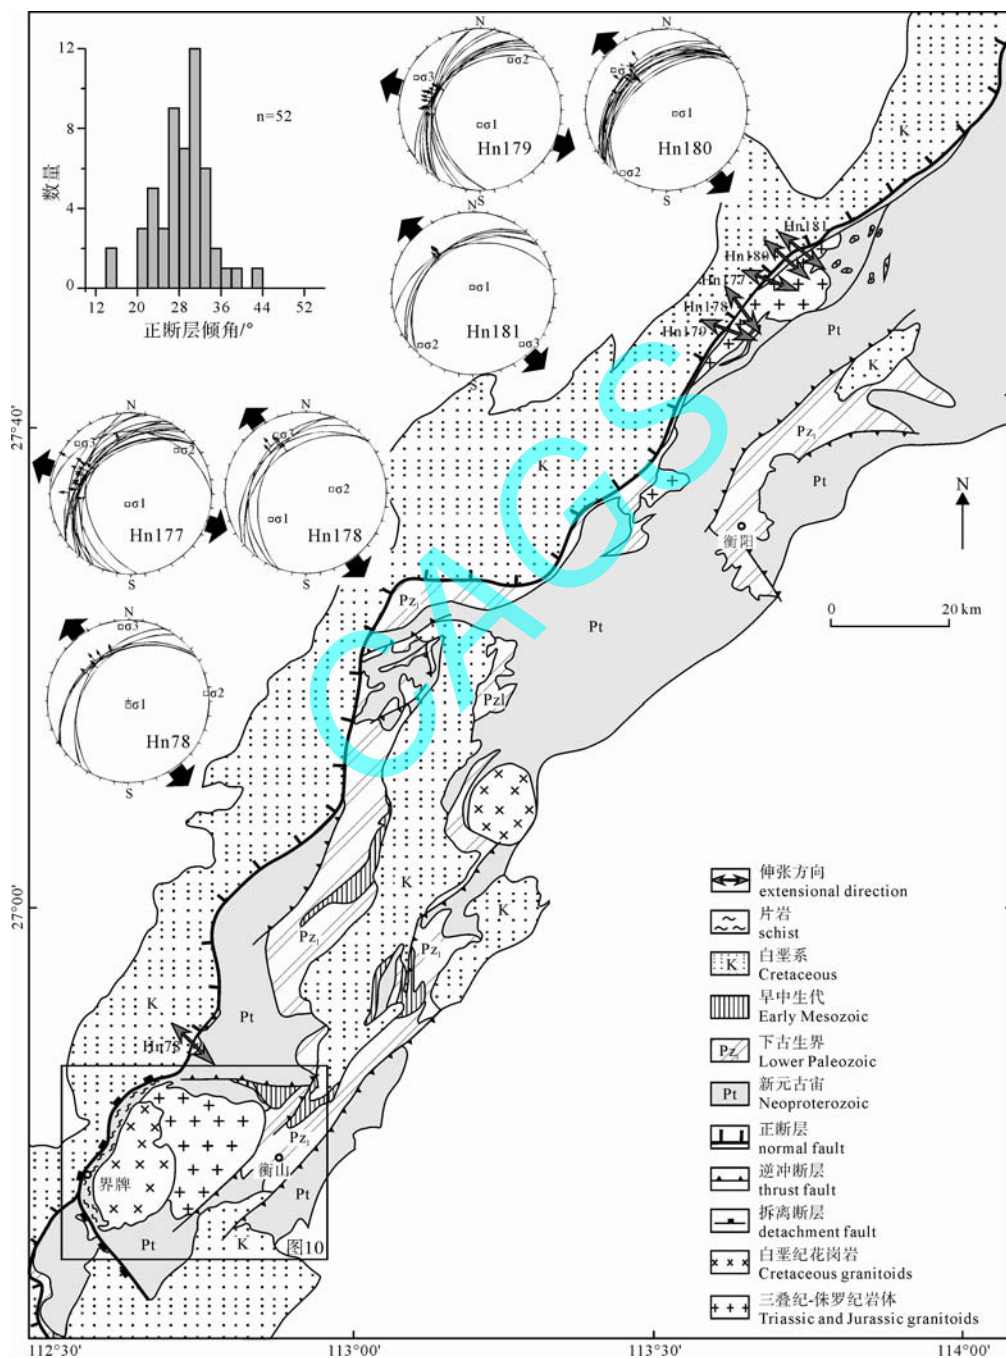 12
8
4
0
数量
n=52
12
20
28
36
44
52
正断层倾角/°
N
σ3
σ2
σ1
Hn179
S
N
σ3
σ1
Hn180
σ2
S
N
σ1
Hn181
σ2
σ3
S
N
σ3
σ2
σ1
Hn177
S
N
σ3
σ2
σ1
Hn178
S
N
σ3
σ2
σ1
Hn78
S
K
Hn181
Hn180
Hn177
Hn178
Hn179
Pt
K
Pz₁
Pt
衡阳
N
0
20 km
K
Pz₁
Pt
Pz1
K
K
Pz₁
Pz₁
K
Pt
Hn78
Pz₁
衡山
界牌
Pt
Pt
K
图10
CAGS
伸张方向
extensional direction
片岩
schist
K
白垩系
Cretaceous
早中生代
Early Mesozoic
Pz₁
下古生界
Lower Paleozoic
Pt
新元古宙
Neoproterozoic
正断层
normal fault
逆冲断层
thrust fault
拆离断层
detachment fault
白垩纪花岗岩
Cretaceous granitoids
三叠纪-侏罗纪岩体
Triassic and Jurassic granitoids
27°40'
27°00'
112°30'
113°00'
113°30'
114°00'